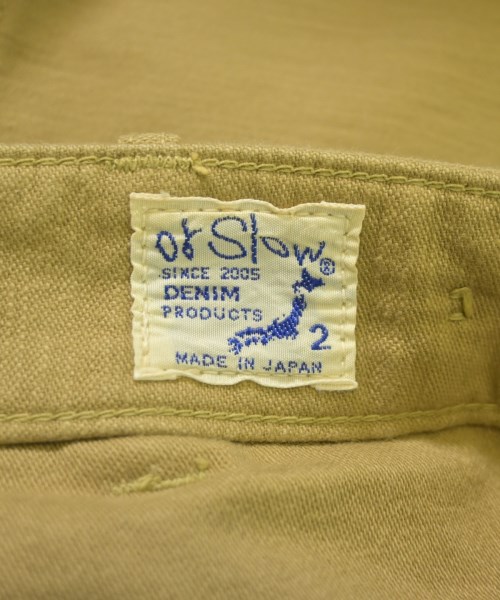 or Slow®
SINCE 2005
DENIM
PRODUCTS
2
MADE IN JAPAN